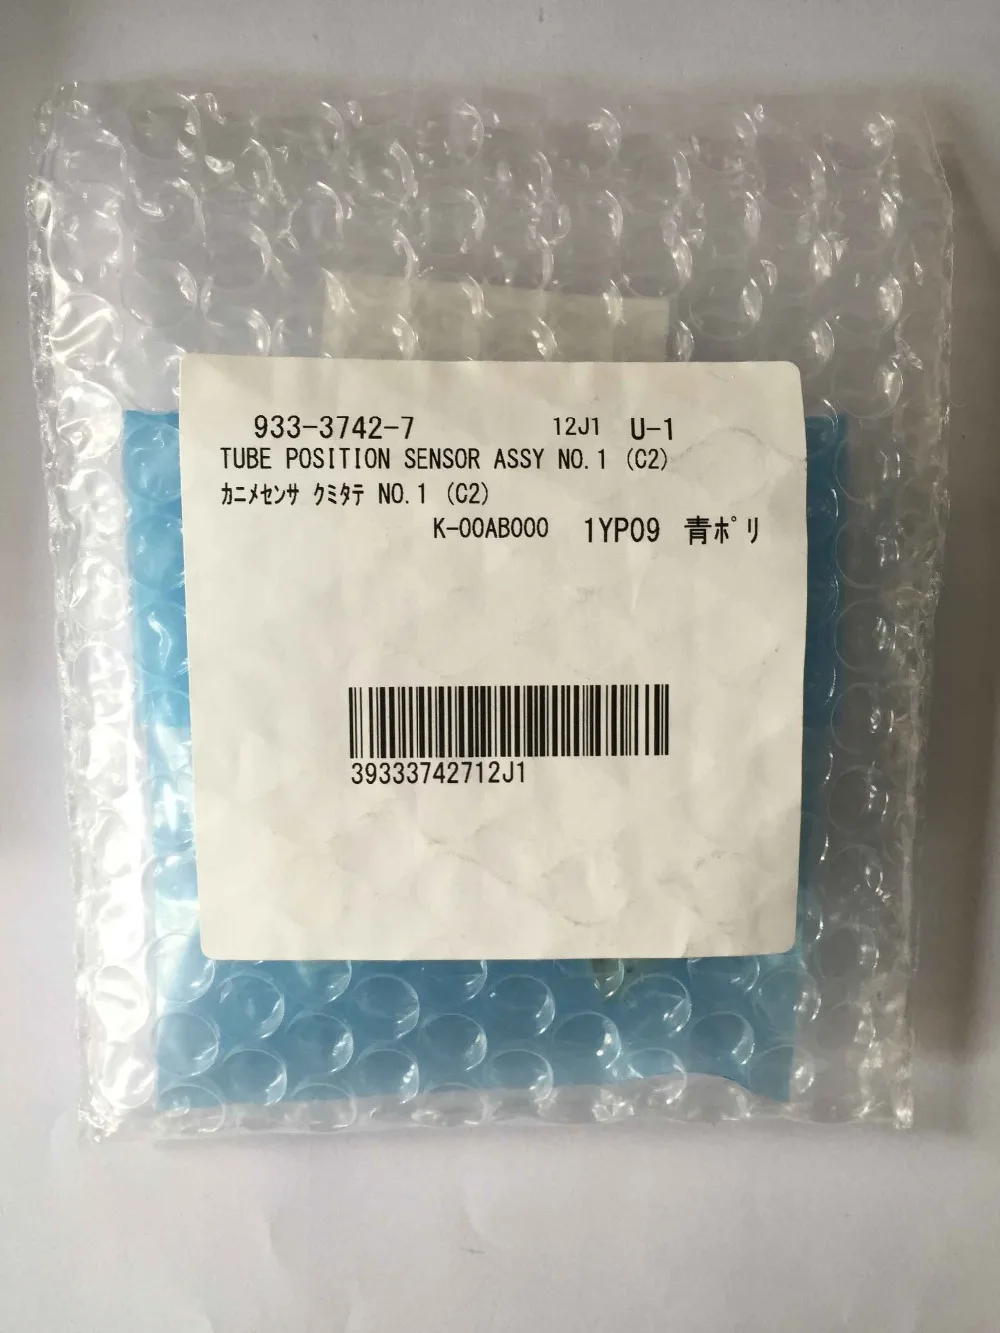 933-3742-7 12J1 U-1
TUBE POSITION SENSOR ASSY NO.1 (C2)
ｶﾆﾒｾﾝｻ ｸﾐﾀﾃ NO.1 (C2)
K-00AB000 1YP09 青ﾎﾟﾘ
39333742712J1